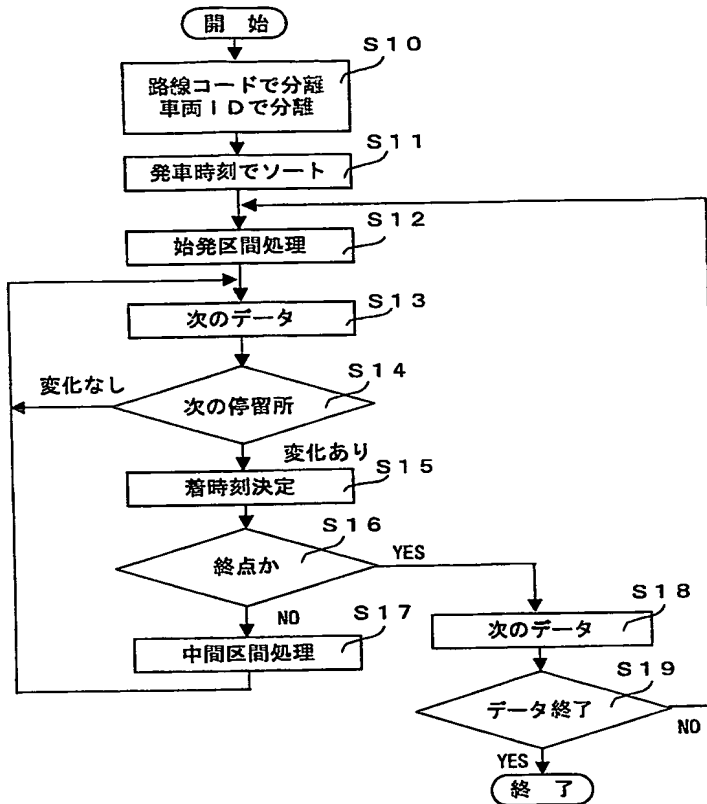 開 始
S10
路線コードで分離
車両IDで分離
S11
発車時刻でソート
S12
始発区間処理
S13
次のデータ
変化なし
S14
次の停留所
変化あり
S15
着時刻決定
S16
終点か
YES
NO
S17
中間区間処理
S18
次のデータ
S19
データ終了
NO
YES
終 了